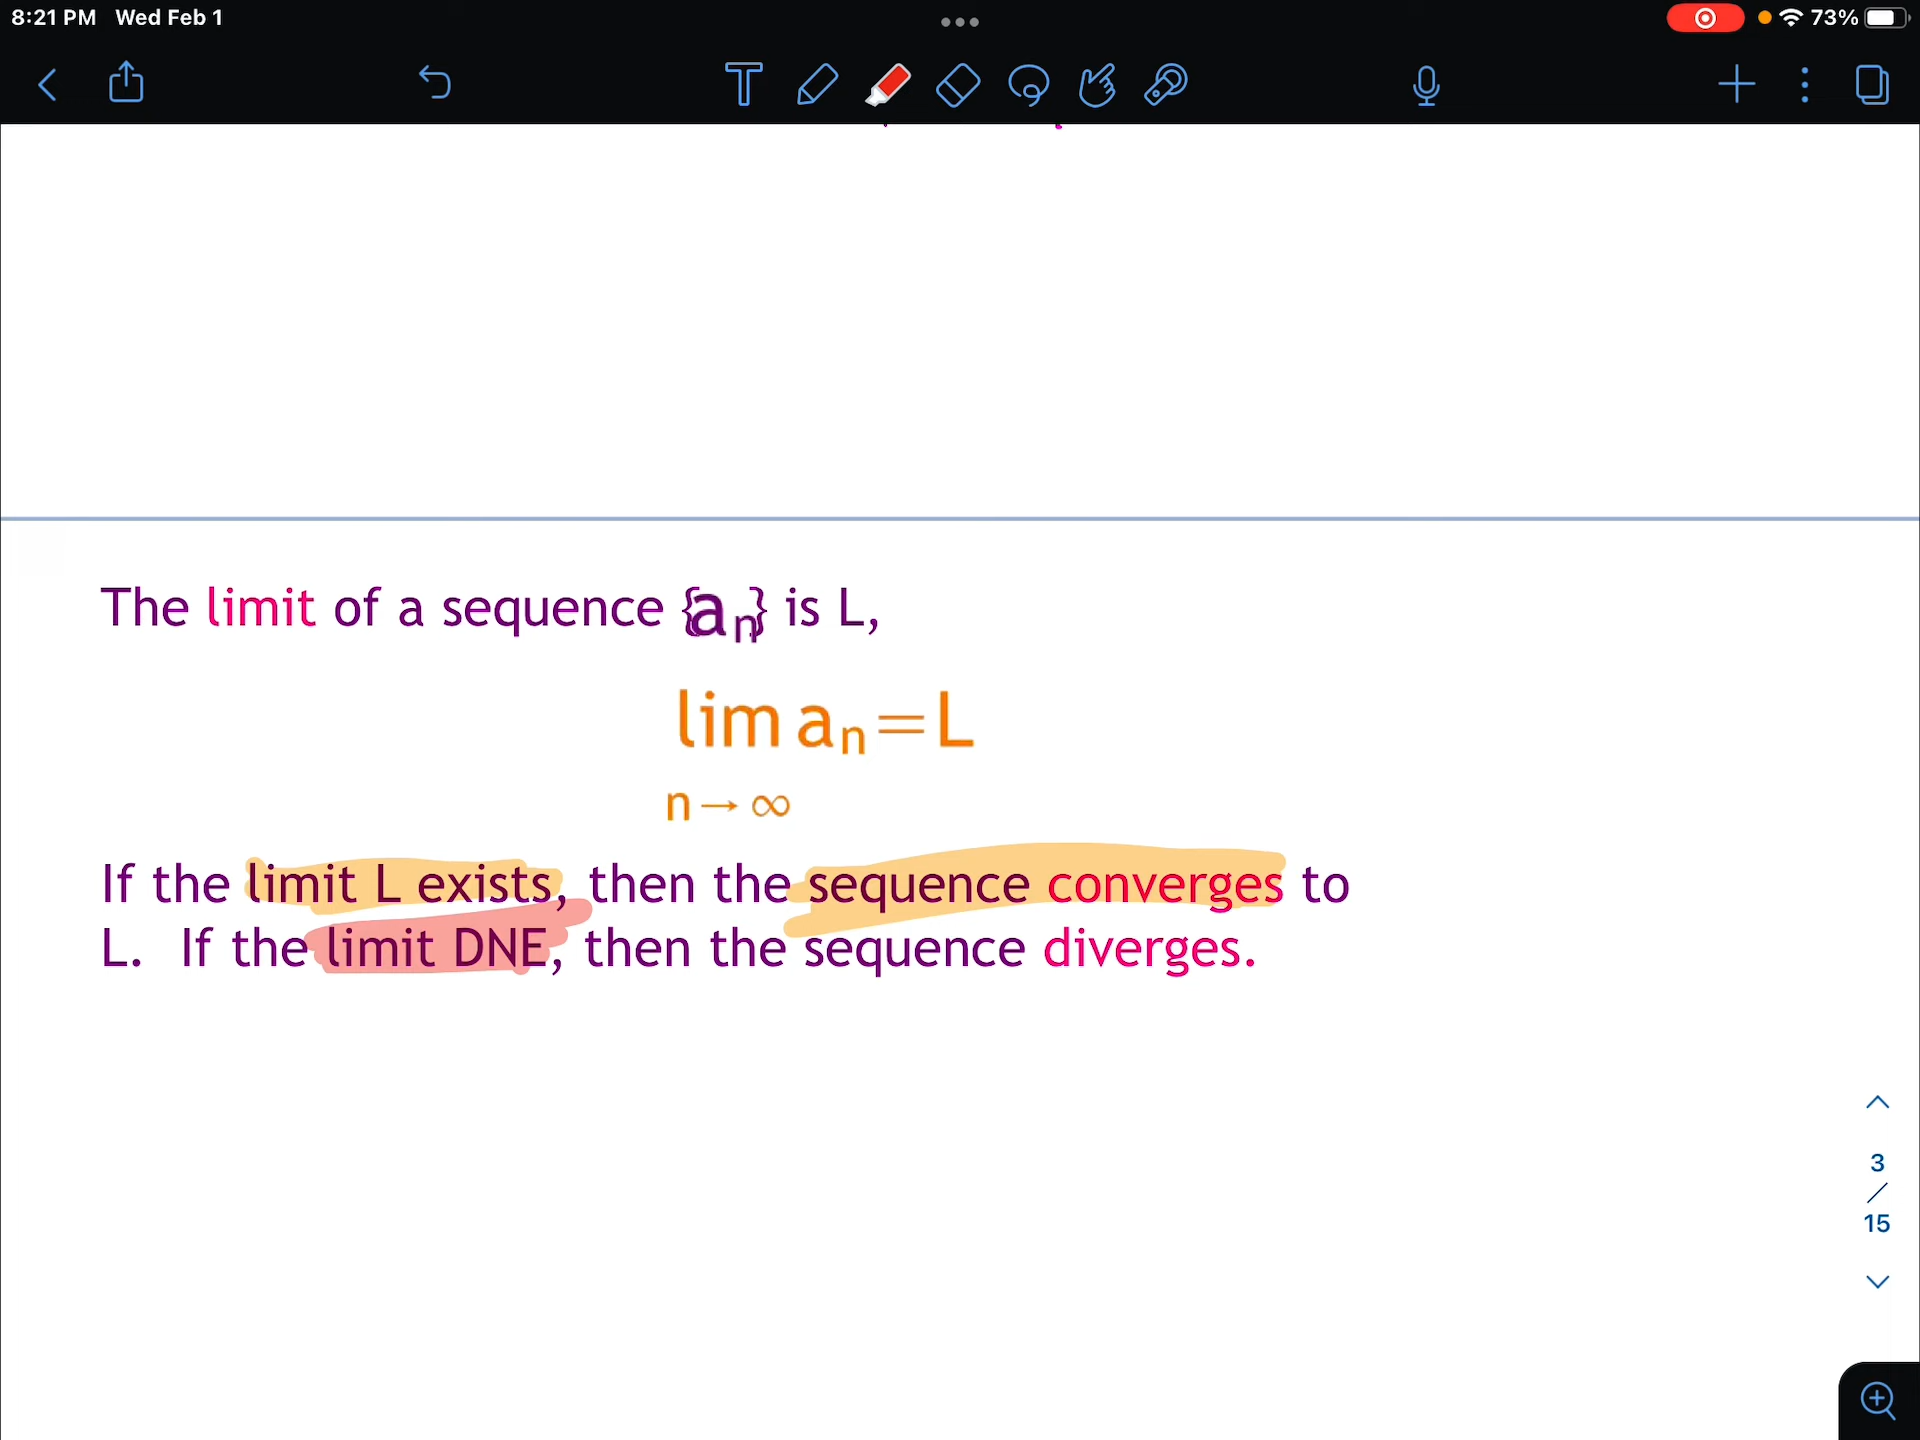 8:21 PM Wed Feb 1 73%
T
The limit of a sequence {aₙ} is L,
lim aₙ = L
n → ∞
If the limit L exists, then the sequence converges to
L. If the limit DNE, then the sequence diverges.
3
/
15